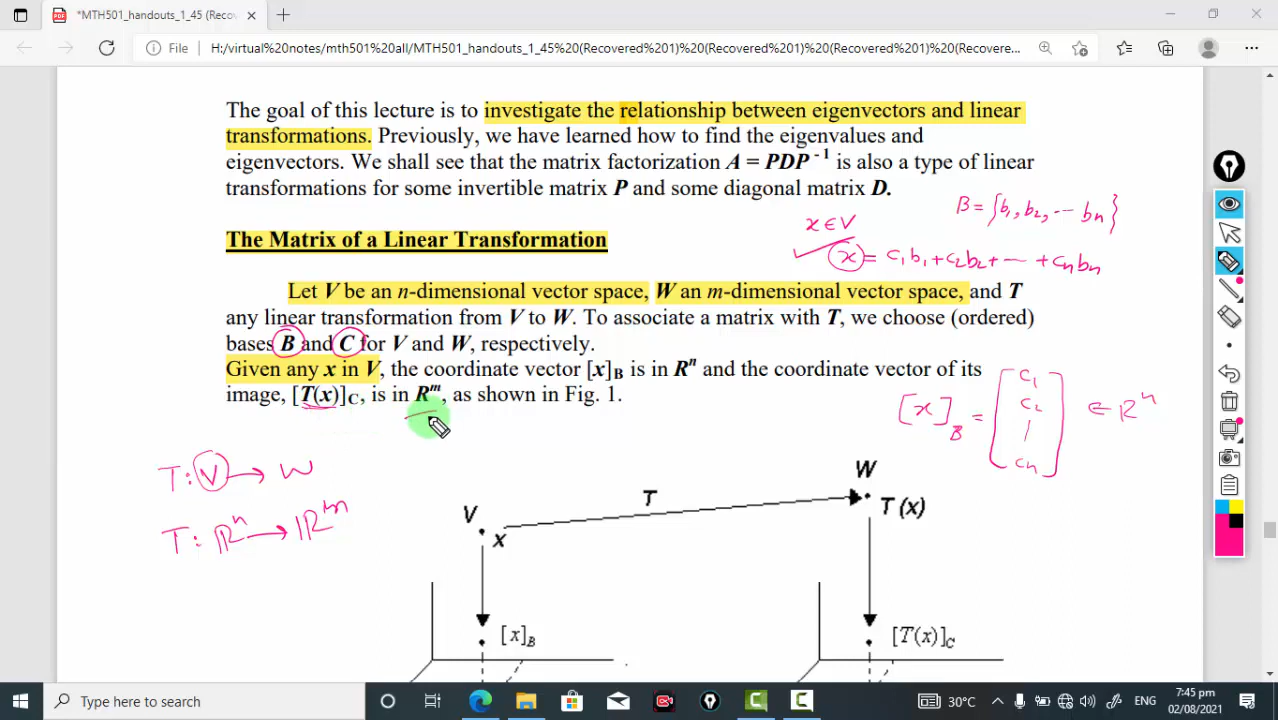 *MTH501_handouts_1_45 (Recov
File H:/virtual%20notes/mth501%20all/MTH501_handouts_1_45%20(Recovered%201)%20(Recovered%201)%20(Recovered%201)%20(Recovere...
The goal of this lecture is to investigate the relationship between eigenvectors and linear
transformations. Previously, we have learned how to find the eigenvalues and
eigenvectors. We shall see that the matrix factorization A = PDP⁻¹ is also a type of linear
transformations for some invertible matrix P and some diagonal matrix D.
B = {b₁, b₂, --- bn}
x ∈ V
The Matrix of a Linear Transformation
x = c₁b₁ + c₂b₂ + --- + cnbn
Let V be an n-dimensional vector space, W an m-dimensional vector space, and T
any linear transformation from V to W. To associate a matrix with T, we choose (ordered)
bases B and C for V and W, respectively.
Given any x in V, the coordinate vector [x]B is in Rⁿ and the coordinate vector of its
image, [T(x)]C, is in Rᵐ, as shown in Fig. 1.
[x]B = [c₁ c₂ | cn] ∈ ℝⁿ
T: V → W
T: ℝⁿ → ℝᵐ
V
x
T
W
T(x)
[x]B
[T(x)]C
Type here to search
30°C
ENG
7:45 pm
02/08/2021